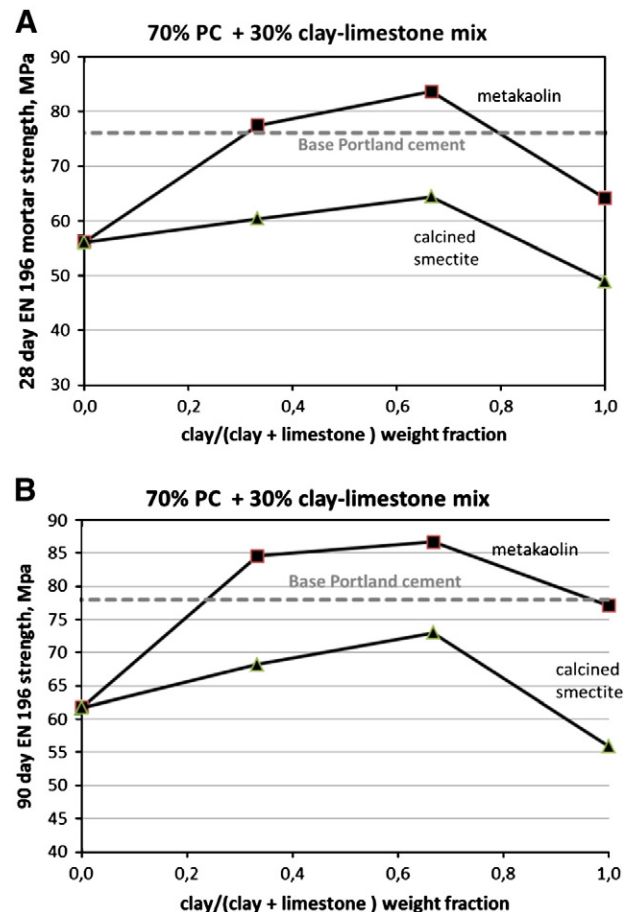 A
70% PC + 30% clay-limestone mix
28 day EN 196 mortar strength, MPa
90
80
70
60
50
40
30
metakaolin
Base Portland cement
calcined
smectite
0,0 0,2 0,4 0,6 0,8 1,0
clay/(clay + limestone ) weight fraction
B
70% PC + 30% clay-limestone mix
90 day EN 196 strength, Mpa
90
85
80
75
70
65
60
55
50
45
40
metakaolin
Base Portland cement
calcined
smectite
0,0 0,2 0,4 0,6 0,8 1,0
clay/(clay + limestone ) weight fraction